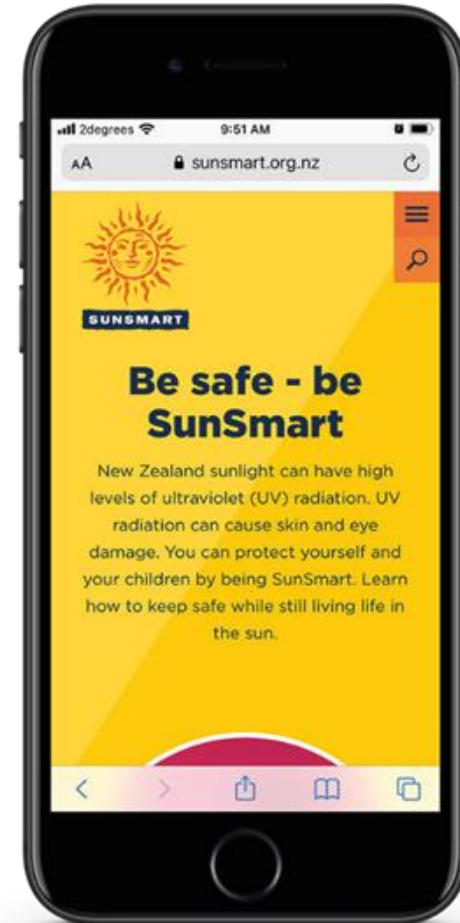 2degrees 9:51 AM
AA sunsmart.org.nz
SUNSMART
Be safe - be
SunSmart
New Zealand sunlight can have high
levels of ultraviolet (UV) radiation. UV
radiation can cause skin and eye
damage. You can protect yourself and
your children by being SunSmart. Learn
how to keep safe while still living life in
the sun.